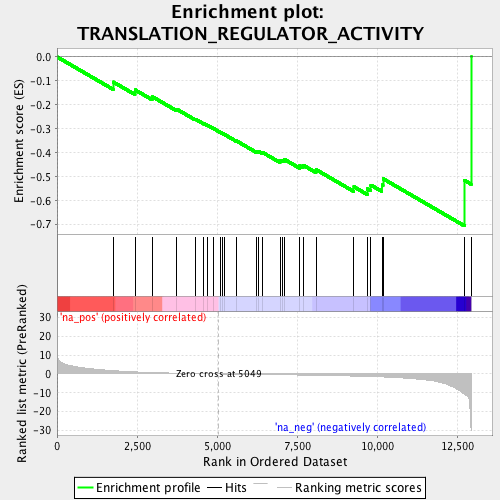 Enrichment plot:
TRANSLATION_REGULATOR_ACTIVITY
Enrichment score (ES)
0.0
-0.1
-0.2
-0.3
-0.4
-0.5
-0.6
-0.7
'na_pos' (positively correlated)
Ranked list metric (PreRanked)
30
20
10
0
-10
-20
-30
Zero cross at 5049
'na_neg' (negatively correlated)
0 2,500 5,000 7,500 10,000 12,500
Rank in Ordered Dataset
Enrichment profile Hits Ranking metric scores